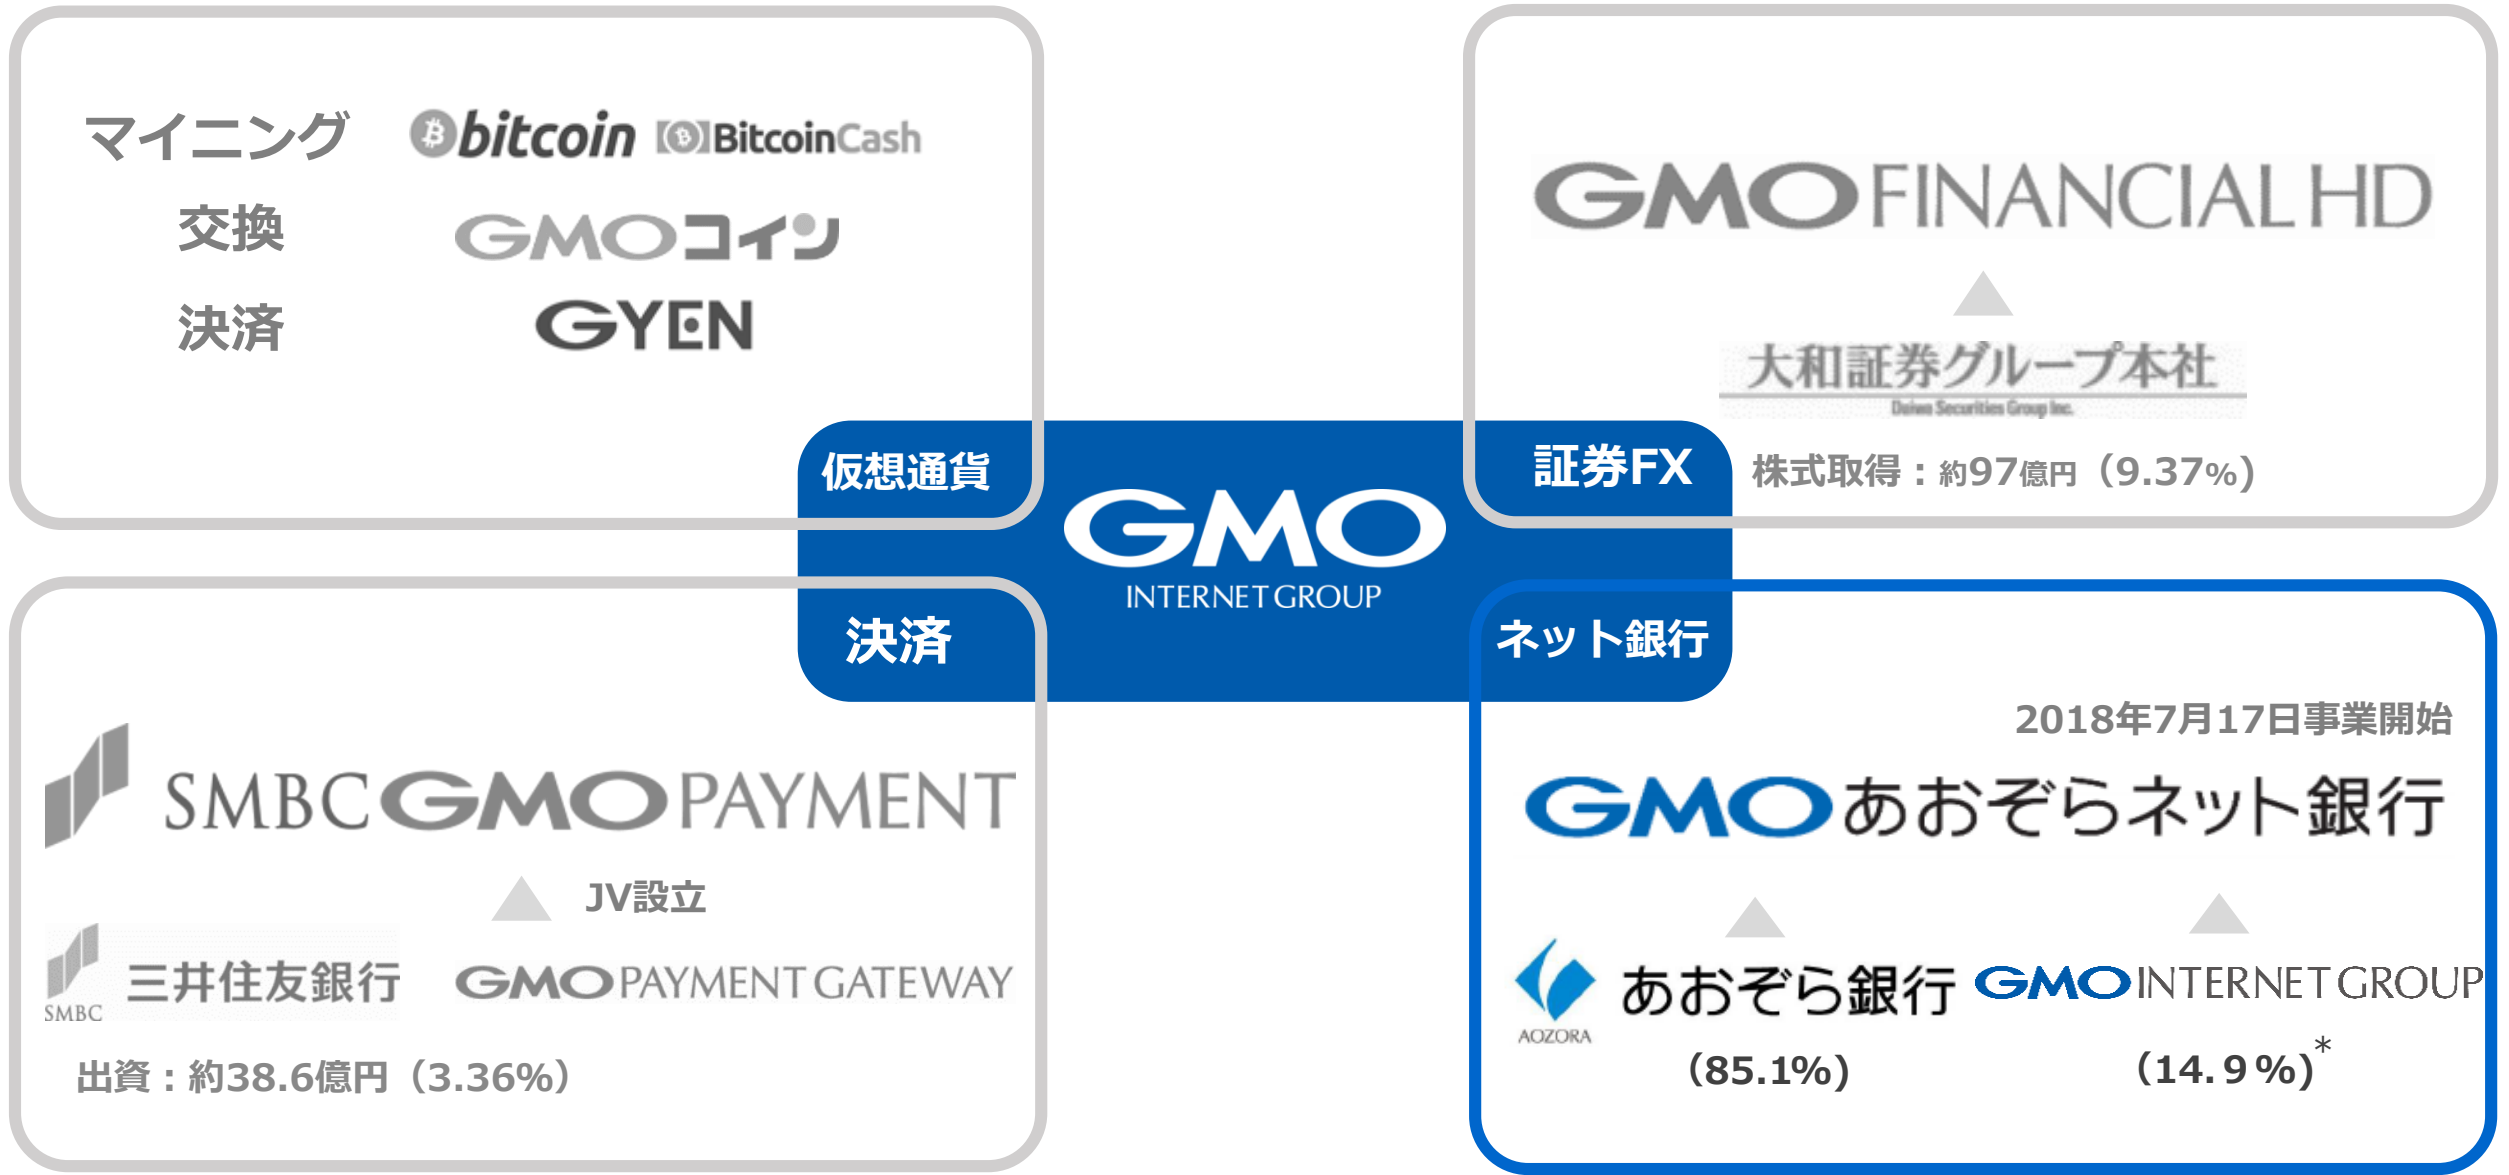 マイニング bitcoin BitcoinCash
交換 GMOコイン
決済 GYEN
仮想通貨
GMO FINANCIAL HD
大和証券グループ本社
Daiwa Securities Group Inc.
証券FX
株式取得：約97億円（9.37%）
GMO
INTERNET GROUP
決済
SMBC GMO PAYMENT
JV設立
三井住友銀行
SMBC
GMO PAYMENT GATEWAY
出資：約38.6億円（3.36%）
ネット銀行
2018年7月17日事業開始
GMOあおぞらネット銀行
あおぞら銀行
AOZORA
（85.1%）
GMO INTERNET GROUP
（14.９%）*